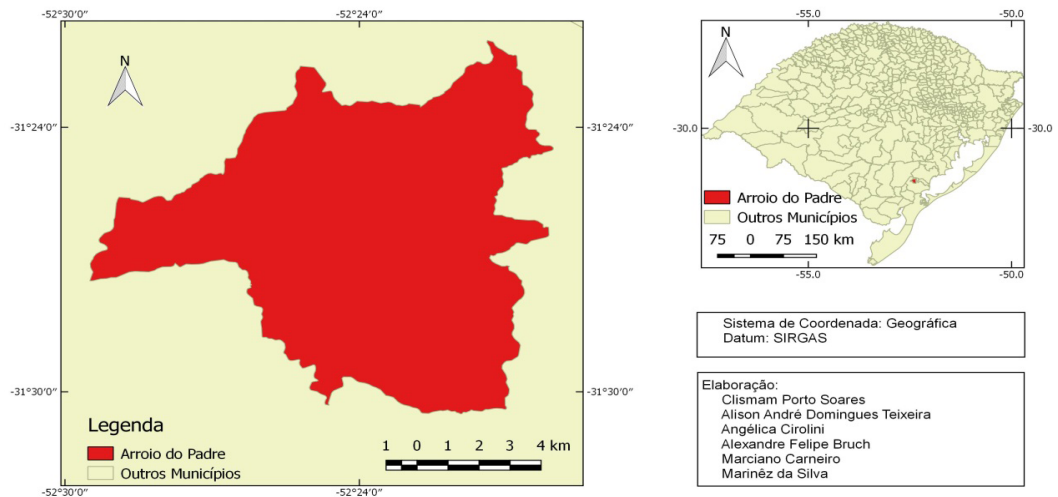 -52°30'0''
-52°24'0''
N
-31°24'0''
-31°24'0''
-31°30'0''
-31°30'0''
Legenda
Arroio do Padre
Outros Municípios
1 0 1 2 3 4 km
-52°30'0''
-52°24'0''
-55.0
-50.0
N
-30.0
-30.0
Arroio do Padre
Outros Municípios
75 0 75 150 km
-55.0
-50.0
Sistema de Coordenada: Geográfica
Datum: SIRGAS
Elaboração:
Clismam Porto Soares
Alison André Domingues Teixeira
Angélica Cirolini
Alexandre Felipe Bruch
Marciano Carneiro
Marinêz da Silva